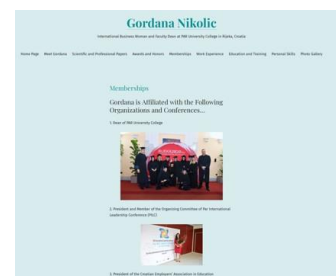 Gordana Nikolic
International Business Woman and Faculty Dean at PAR University College in Rijeka, Croatia
Home Page Meet Gordana Scientific and Professional Papers Awards and Honors Memberships Work Experience Education and Training Personal Skills Photo Gallery
Memberships
Gordana is Affiliated with the Following
Organizations and Conferences...
1. Dean of PAR University College
2. President and Member of the Organizing Committee of the International
Leadership Conference (PILC)
3. President of the Croatian Employers' Association in Education